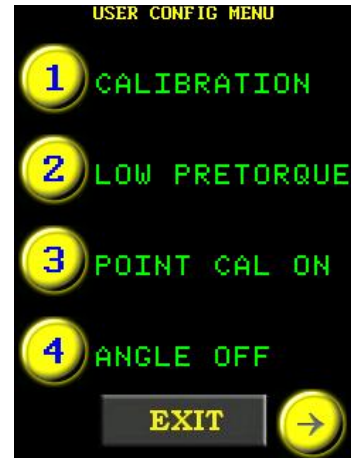 USER CONFIG MENU
1 CALIBRATION
2 LOW PRETORQUE
3 POINT CAL ON
4 ANGLE OFF
EXIT →